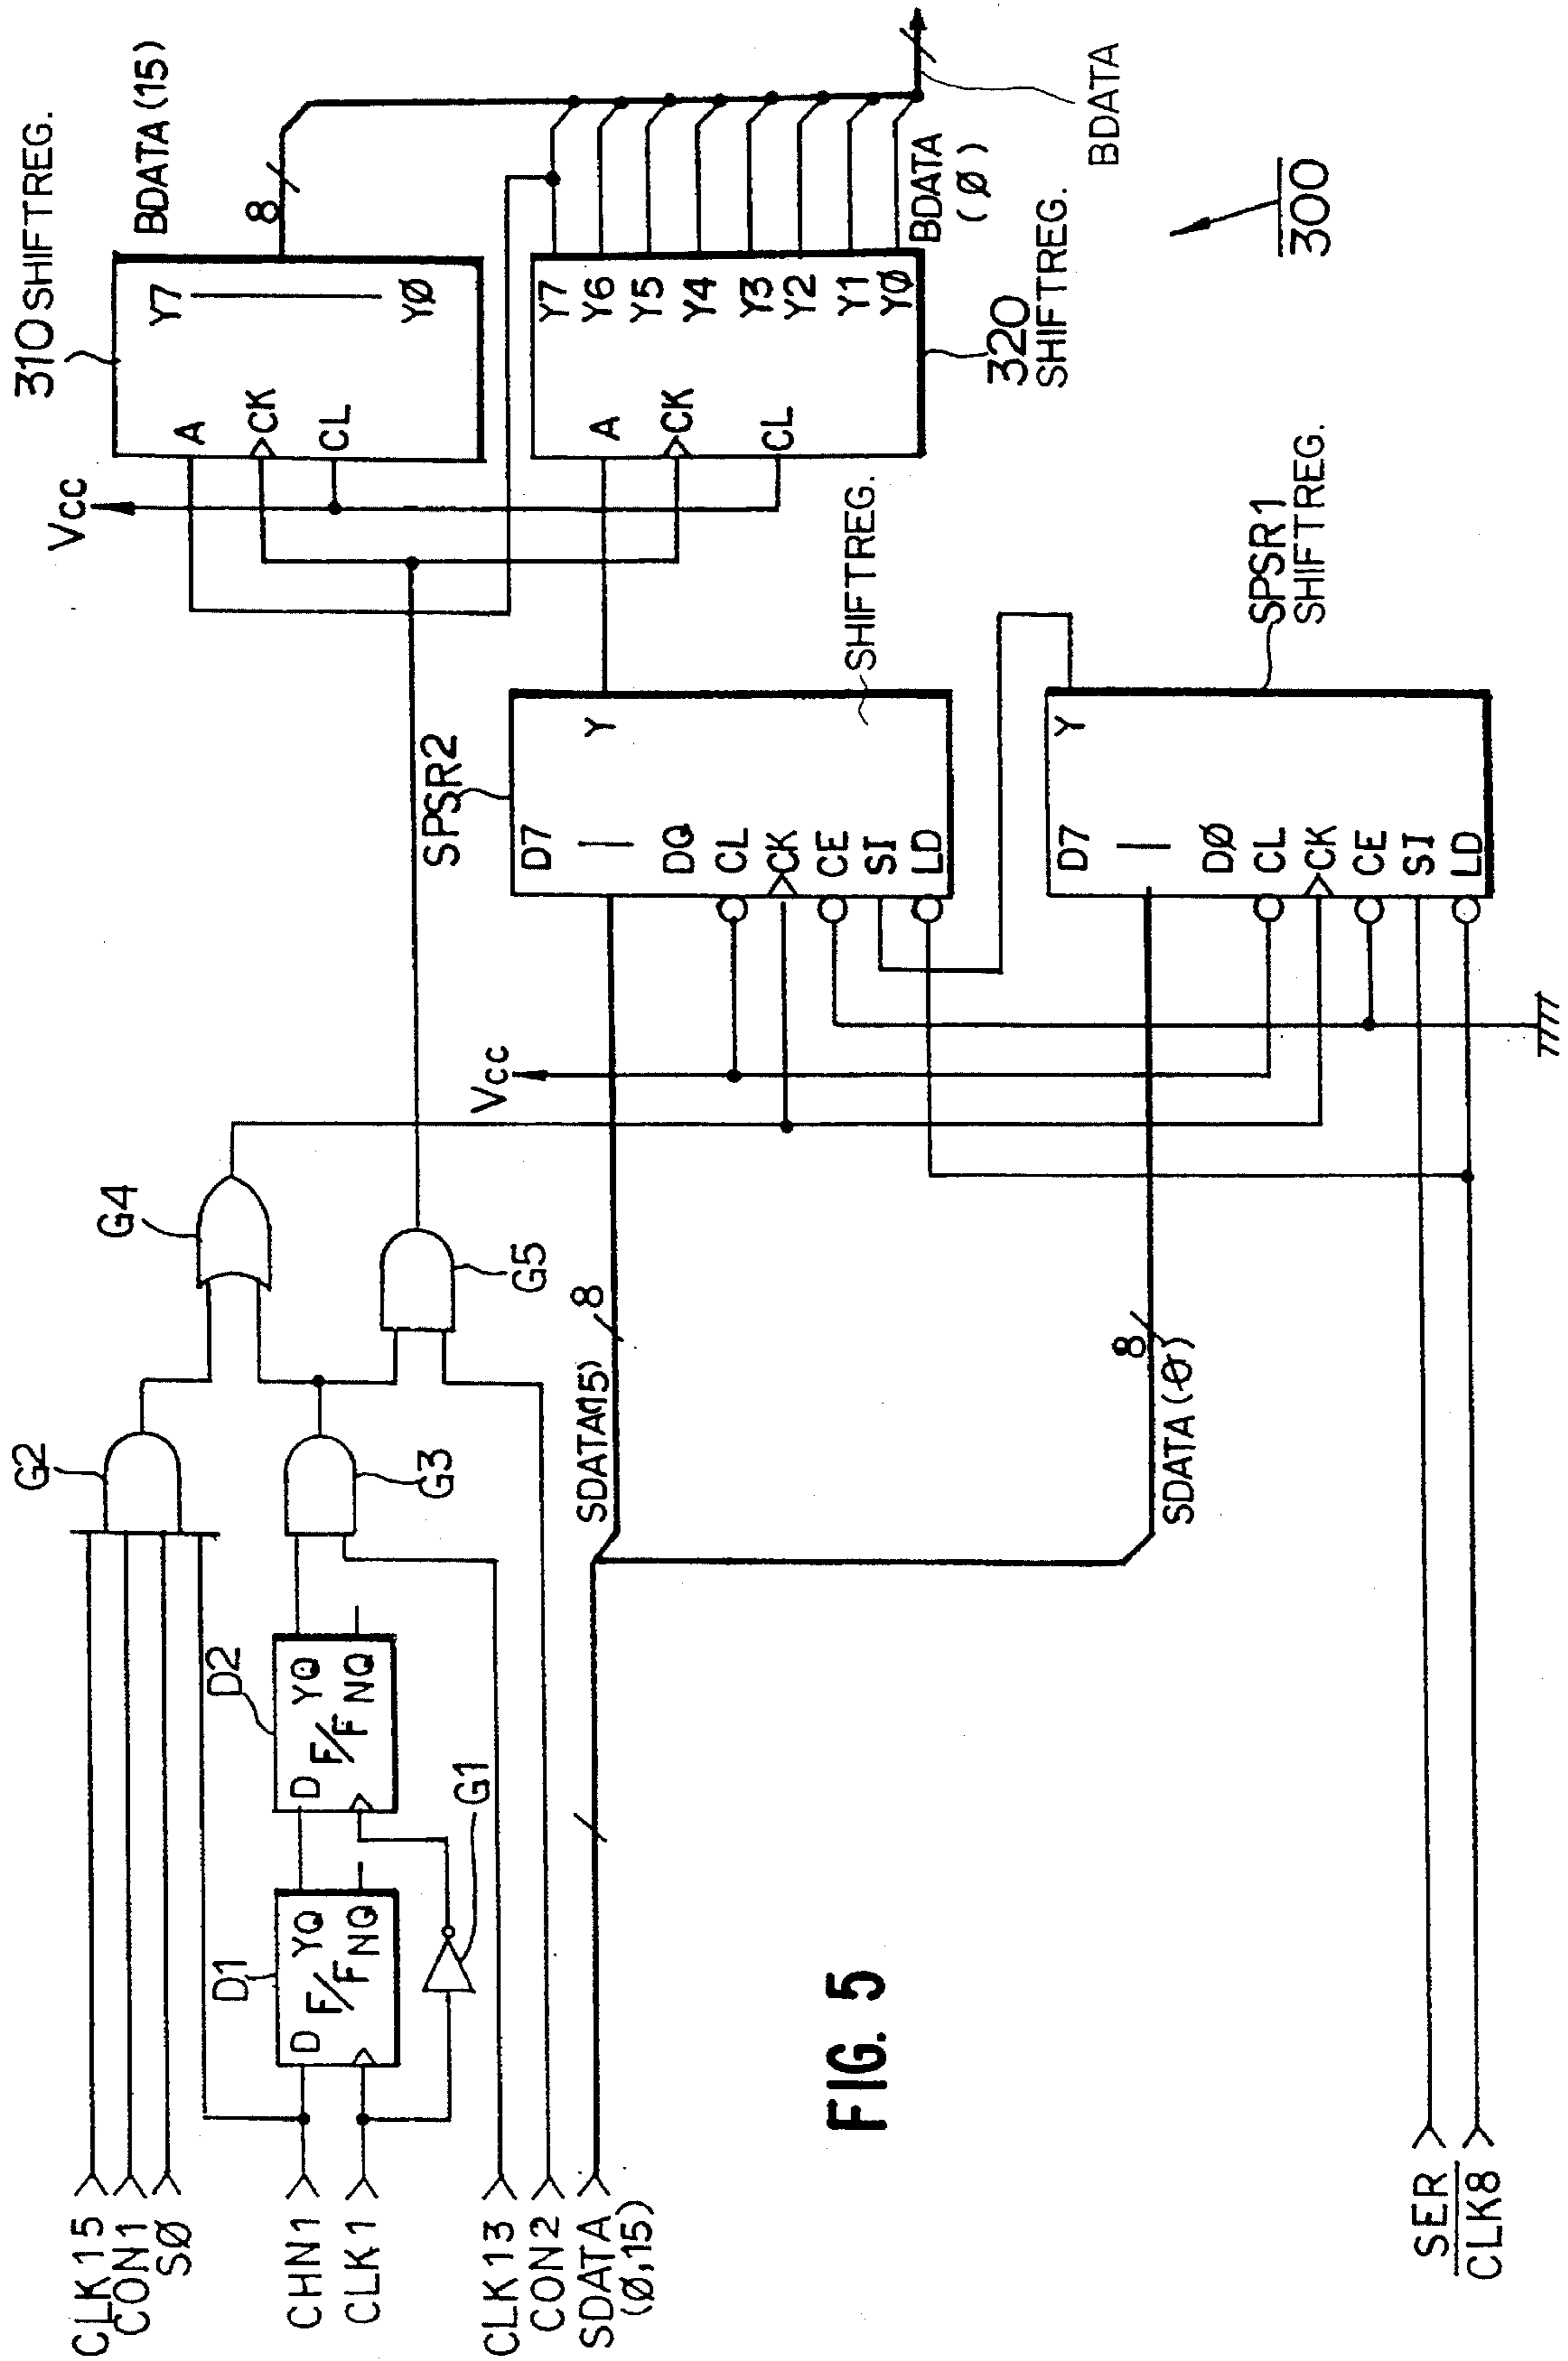 310 SHIFTREG.
BDATA (15)
8
Y7
YØ
A
CK
CL
Vcc
Y7
Y6
Y5
Y4
Y3
Y2
Y1
YØ
A
CK
CL
BDATA
(Ø)
BDATA
320
SHIFTREG.
300
SPSR2
SHIFTREG.
D7
Y
DQ
CL
CK
CE
SI
LD
SPSR1
SHIFTREG.
D7
Y
DØ
CL
CK
CE
SI
LD
Vcc
G4
G5
G2
G3
SDATA(15)
8
SDATA (Ø)
8
D2
D
YQ
F/F
NQ
D1
D
YQ
F/F
NQ
G1
CLK15
CON1
SØ
CHN1
CLK1
CLK13
CON2
SDATA
(Ø,15)
SER
CLK8
FIG. 5